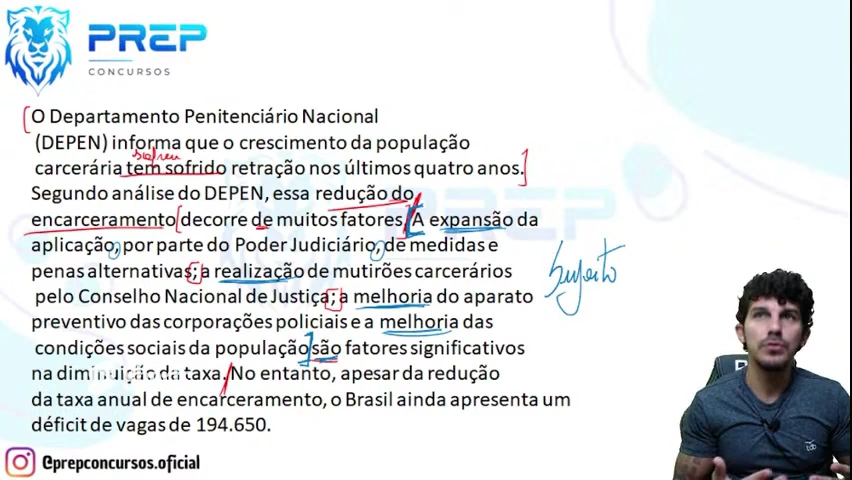 PREP
CONCURSOS
O Departamento Penitenciário Nacional
(DEPEN) informa que o crescimento da população
sofreu
carcerária tem sofrido retração nos últimos quatro anos.
Segundo análise do DEPEN, essa redução do
encarceramento decorre de muitos fatores. A expansão da
aplicação, por parte do Poder Judiciário, de medidas e
penas alternativas; a realização de mutirões carcerários
pelo Conselho Nacional de Justiça; a melhoria do aparato
preventivo das corporações policiais e a melhoria das
condições sociais da população são fatores significativos
na diminuição da taxa. No entanto, apesar da redução
da taxa anual de encarceramento, o Brasil ainda apresenta um
déficit de vagas de 194.650.
Sujeito
@prepconcursos.oficial